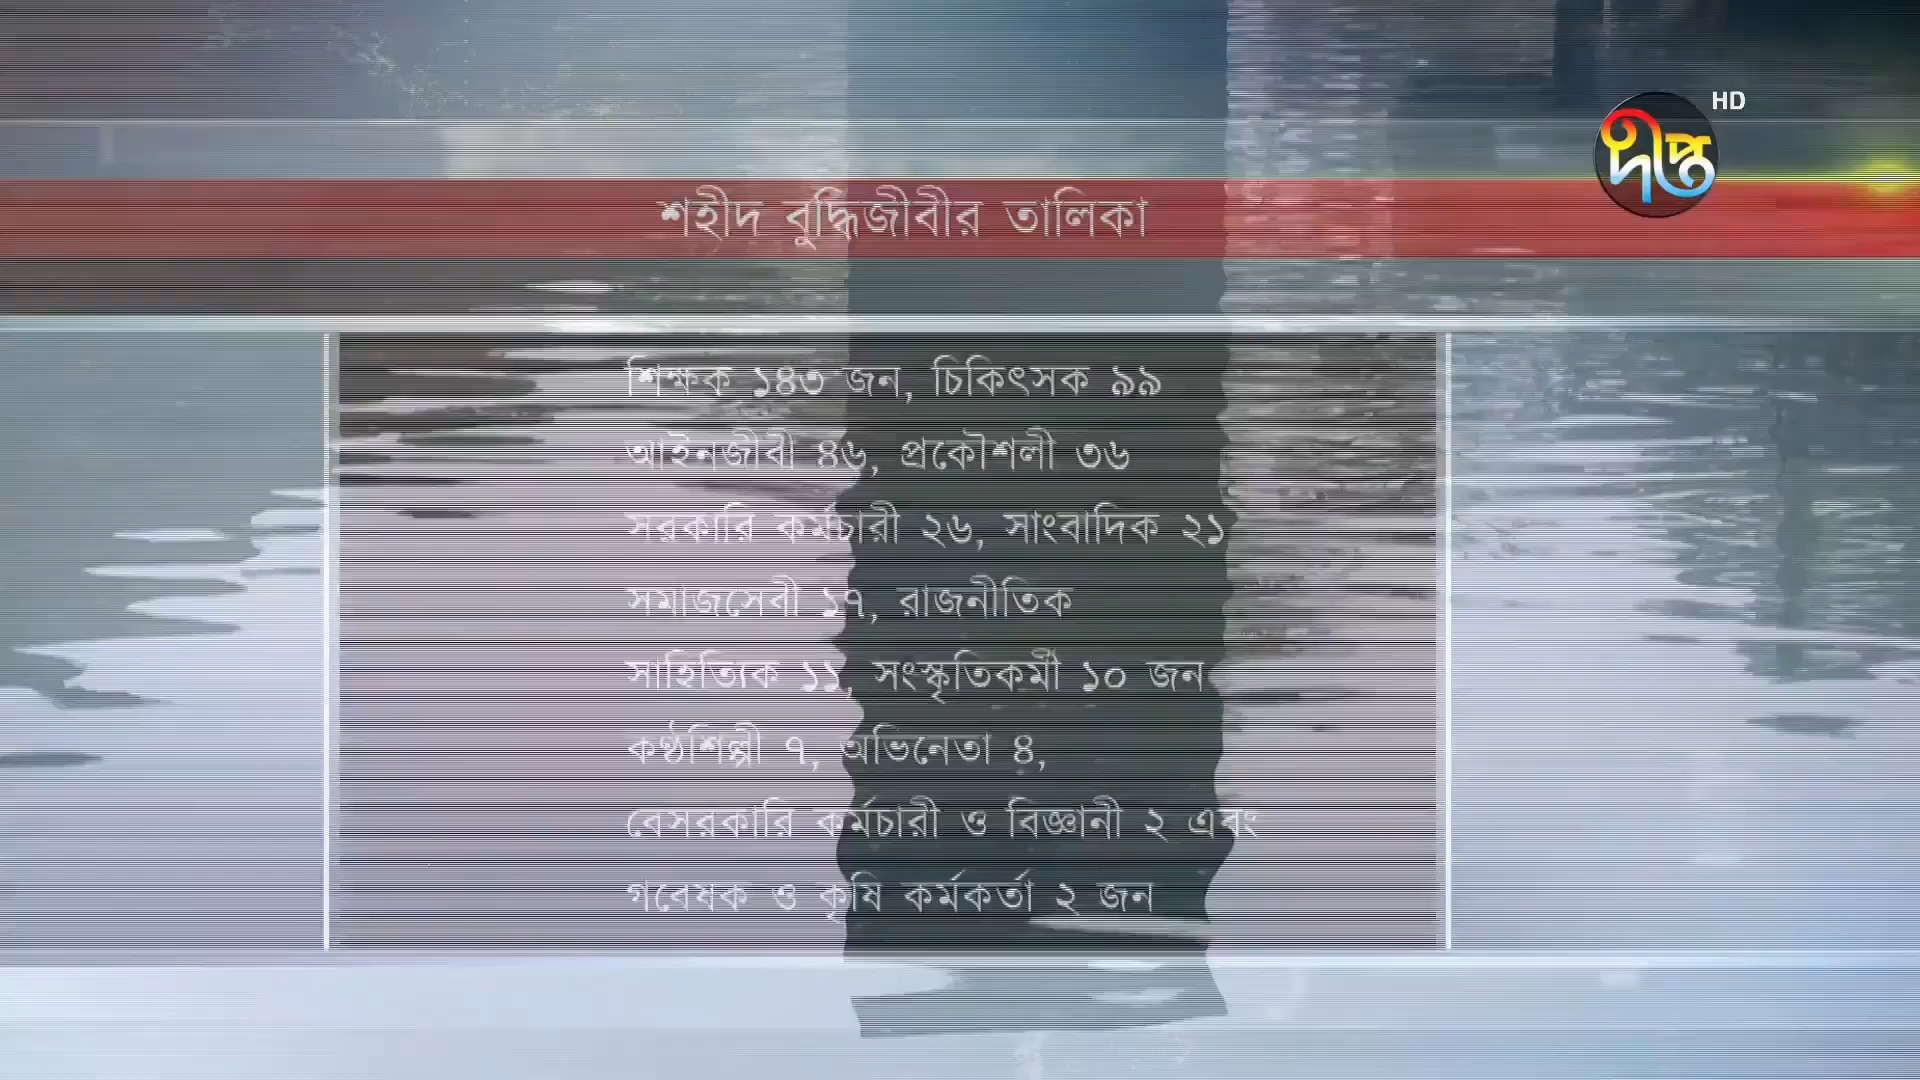 HD
দীপ্ত
শহীদ বুদ্ধিজীবীর তালিকা
শিক্ষক ১৪৩ জন, চিকিৎসক ৯৯
আইনজীবী ৪৬, প্রকৌশলী ৩৬
সরকারি কর্মচারী ২৬, সাংবাদিক ২১
সমাজসেবী ১৭, রাজনীতিক
সাহিত্যিক ১১, সংস্কৃতিকর্মী ১০ জন
কণ্ঠশিল্পী ৭, অভিনেতা ৪,
বেসরকারি কর্মচারী ও বিজ্ঞানী ২ এবং
গবেষক ও কৃষি কর্মকর্তা ২ জন